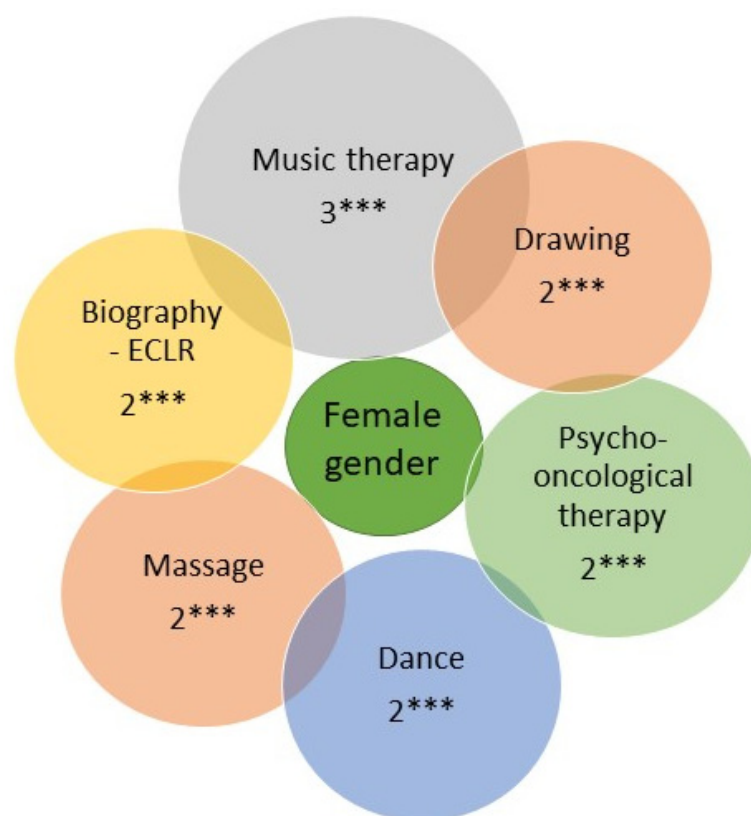 Music therapy
3***
Drawing
2***
Biography
- ECLR
2***
Female
gender
Psycho-
oncological
therapy
2***
Massage
2***
Dance
2***